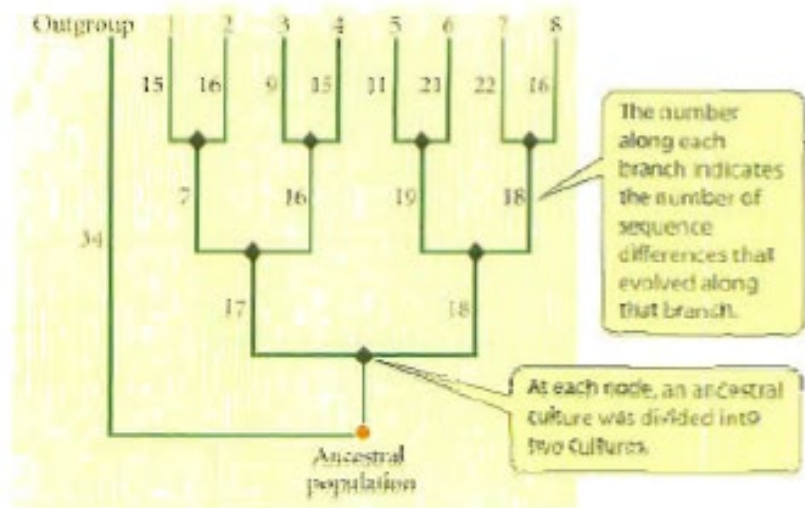 Outgroup 1 2 3 4 5 6 7 8
15 16 9 15 11 21 22 16
7 16 19 18
34
17 18
The number
along each
branch indicates
the number of
sequence
differences that
evolved along
that branch.
At each node, an ancestral
culture was divided into
two cultures.
Ancestral
population